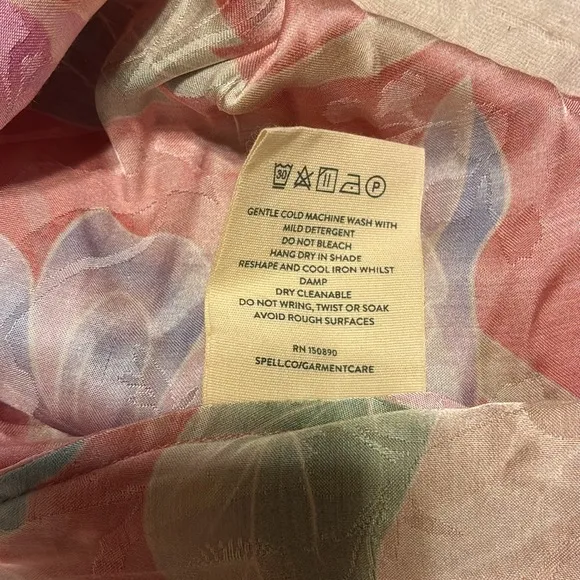 30 P
GENTLE COLD MACHINE WASH WITH
MILD DETERGENT
DO NOT BLEACH
HANG DRY IN SHADE
RESHAPE AND COOL IRON WHILST
DAMP
DRY CLEANABLE
DO NOT WRING, TWIST OR SOAK
AVOID ROUGH SURFACES
RN 150890
SPELL.CO/GARMENTCARE